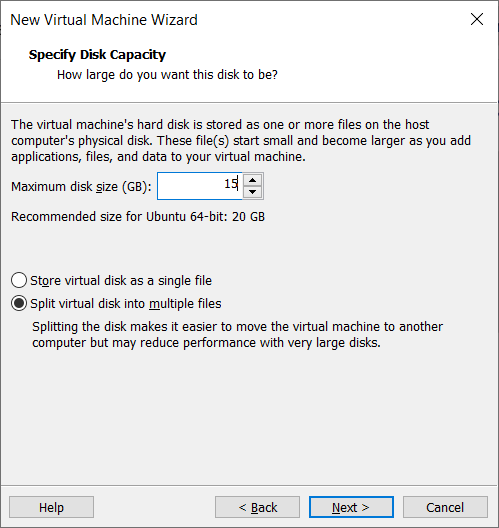 New Virtual Machine Wizard
Specify Disk Capacity
How large do you want this disk to be?
The virtual machine's hard disk is stored as one or more files on the host
computer's physical disk. These file(s) start small and become larger as you add
applications, files, and data to your virtual machine.
Maximum disk size (GB): 15
Recommended size for Ubuntu 64-bit: 20 GB
Store virtual disk as a single file
Split virtual disk into multiple files
Splitting the disk makes it easier to move the virtual machine to another
computer but may reduce performance with very large disks.
Help < Back Next > Cancel